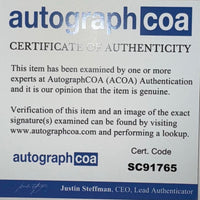 autographcoa
CERTIFICATE OF AUTHENTICITY
This item has been examined by one or more
experts at AutographCOA (ACOA) Authentication
and it is our opinion that the item is genuine.
Verification of this item and an image of the exact
signature(s) examined can be obtained by visiting
www.autographcoa.com and performing a lookup.
autographcoa
Cert. Code
SC91765
Justin Steffman, CEO, Lead Authenticator